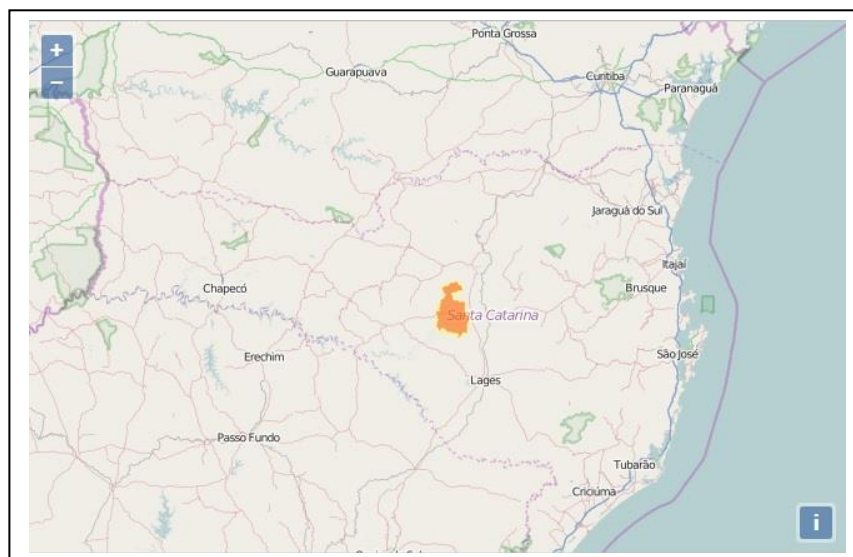 +
−
Ponta Grossa
Guarapuava
Curitiba
Paranaguá
Jaraguá do Sul
Itajaí
Chapecó
Brusque
Santa Catarina
São José
Erechim
Lages
Passo Fundo
Tubarão
Criciúma
i